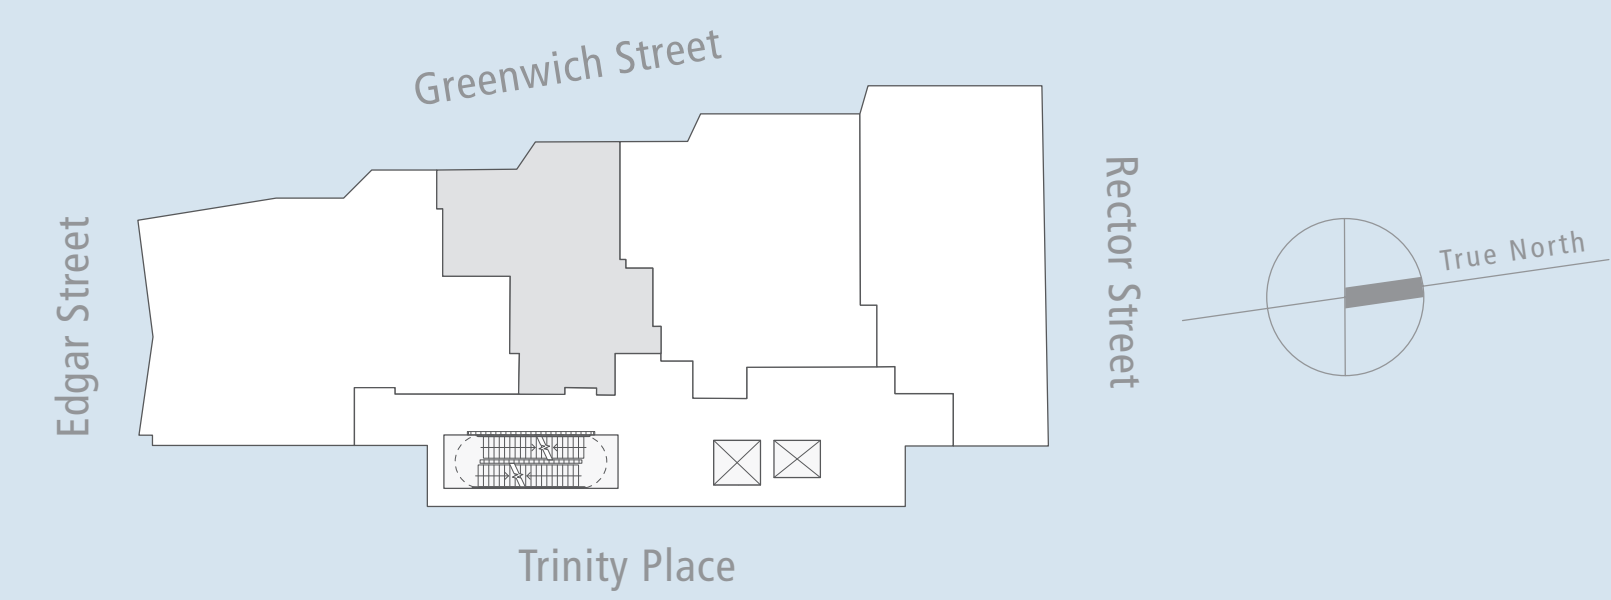 Greenwich Street
Edgar Street
Rector Street
True North
Trinity Place